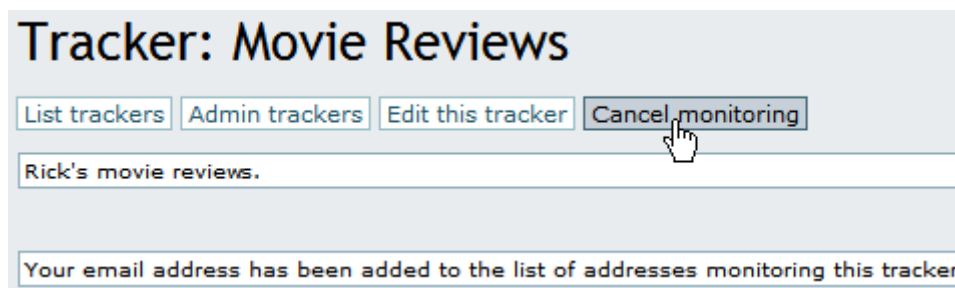 Tracker: Movie Reviews
List trackers Admin trackers Edit this tracker Cancel monitoring
Rick's movie reviews.
Your email address has been added to the list of addresses monitoring this tracker